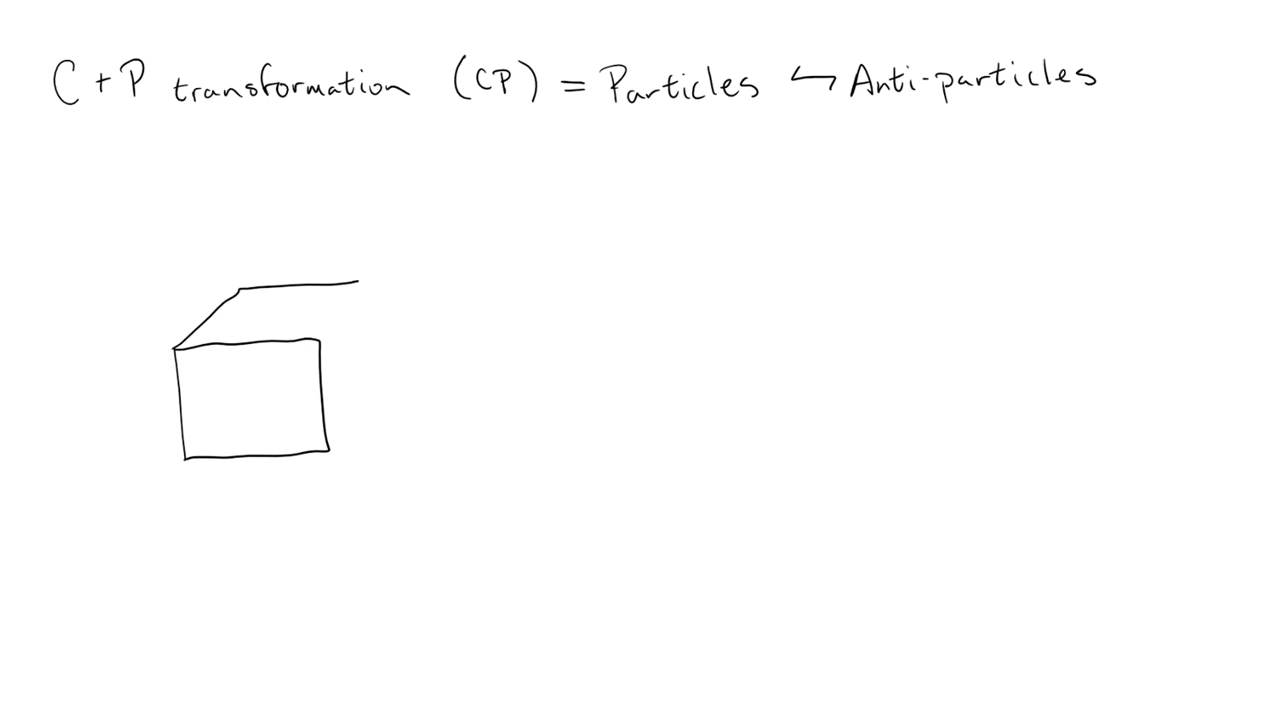 C + P transformation (CP) = Particles ↪ Anti-particles